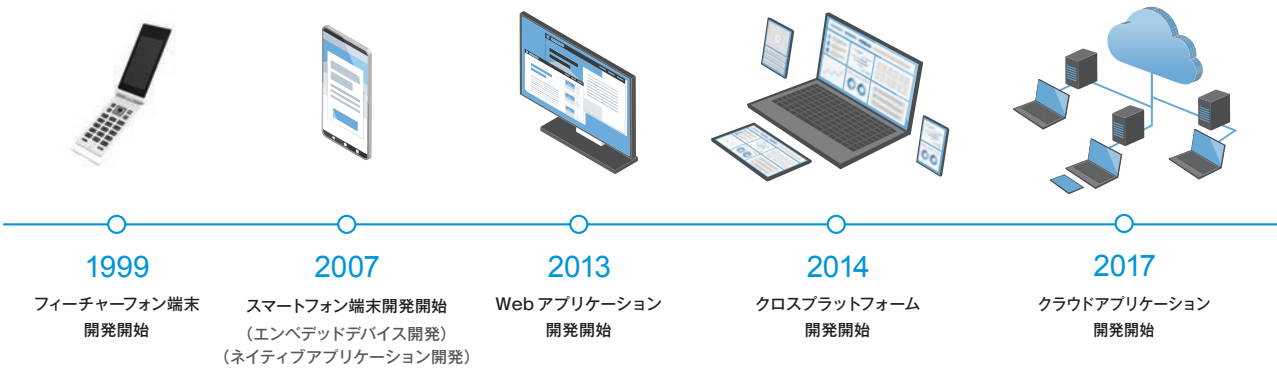 1999
フィーチャーフォン端末
開発開始
2007
スマートフォン端末開発開始
（エンベデッドデバイス開発）
（ネイティブアプリケーション開発）
2013
Web アプリケーション
開発開始
2014
クロスプラットフォーム
開発開始
2017
クラウドアプリケーション
開発開始